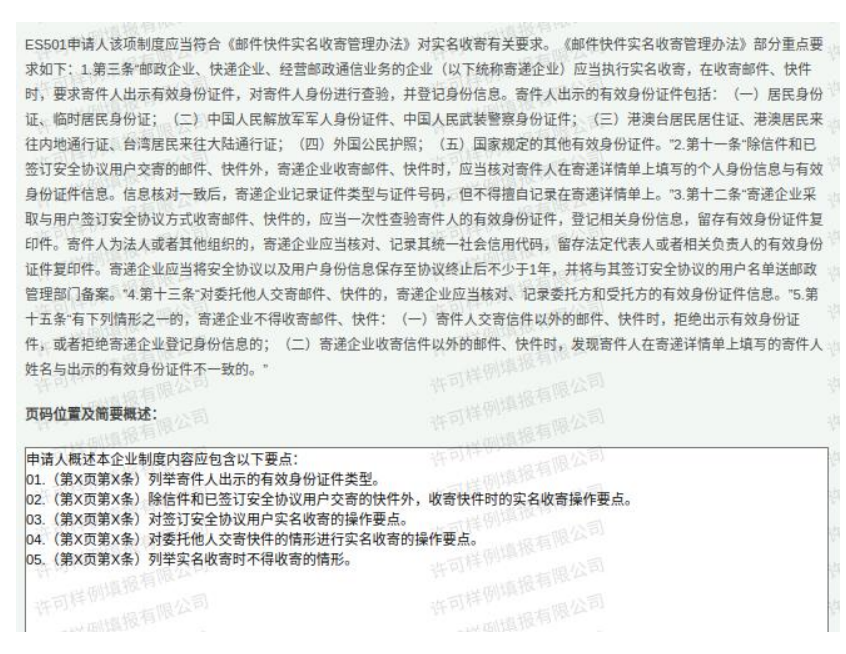 ES501申请人该项制度应当符合《邮件快件实名收寄管理办法》对实名收寄有关要求。《邮件快件实名收寄管理办法》部分重点要
求如下：1.第三条“邮政企业、快递企业、经营邮政通信业务的企业（以下统称寄递企业）应当执行实名收寄，在收寄邮件、快件
时，要求寄件人出示有效身份证件，对寄件人身份进行查验，并登记身份信息。寄件人出示的有效身份证件包括：（一）居民身份
证、临时居民身份证；（二）中国人民解放军军人身份证件、中国人民武装警察身份证件；（三）港澳台居民居住证、港澳居民来
往内地通行证、台湾居民来往大陆通行证；（四）外国公民护照；（五）国家规定的其他有效身份证件。”2.第十一条“除信件和已
签订安全协议用户交寄的邮件、快件外，寄递企业收寄邮件、快件时，应当核对寄件人在寄递详情单上填写的个人身份信息与有效
身份证件信息。信息核对一致后，寄递企业记录证件类型与证件号码，但不得擅自记录在寄递详情单上。”3.第十二条“寄递企业采
取与用户签订安全协议方式收寄邮件、快件的，应当一次性查验寄件人的有效身份证件，登记相关身份信息，留存有效身份证件复
印件。寄件人为法人或者其他组织的，寄递企业应当核对、记录其统一社会信用代码，留存法定代表人或者相关负责人的有效身份
证件复印件。寄递企业应当将安全协议以及用户身份信息保存至协议终止后不少于1年，并将与其签订安全协议的用户名单送邮政
管理部门备案。”4.第十三条“对委托他人交寄邮件、快件的，寄递企业应当核对、记录委托方和受托方的有效身份证件信息。”5.第
十五条“有下列情形之一的，寄递企业不得收寄邮件、快件：（一）寄件人交寄信件以外的邮件、快件时，拒绝出示有效身份证
件，或者拒绝寄递企业登记身份信息的；（二）寄递企业收寄信件以外的邮件、快件时，发现寄件人在寄递详情单上填写的寄件人
姓名与出示的有效身份证件不一致的。”
页码位置及简要概述：
申请人概述本企业制度内容应包含以下要点：
01.（第X页第X条）列举寄件人出示的有效身份证件类型。
02.（第X页第X条）除信件和已签订安全协议用户交寄的快件外，收寄快件时的实名收寄操作要点。
03.（第X页第X条）对签订安全协议用户实名收寄的操作要点。
04.（第X页第X条）对委托他人交寄快件的情形进行实名收寄的操作要点。
05.（第X页第X条）列举实名收寄时不得收寄的情形。
许可样例填报有限公司